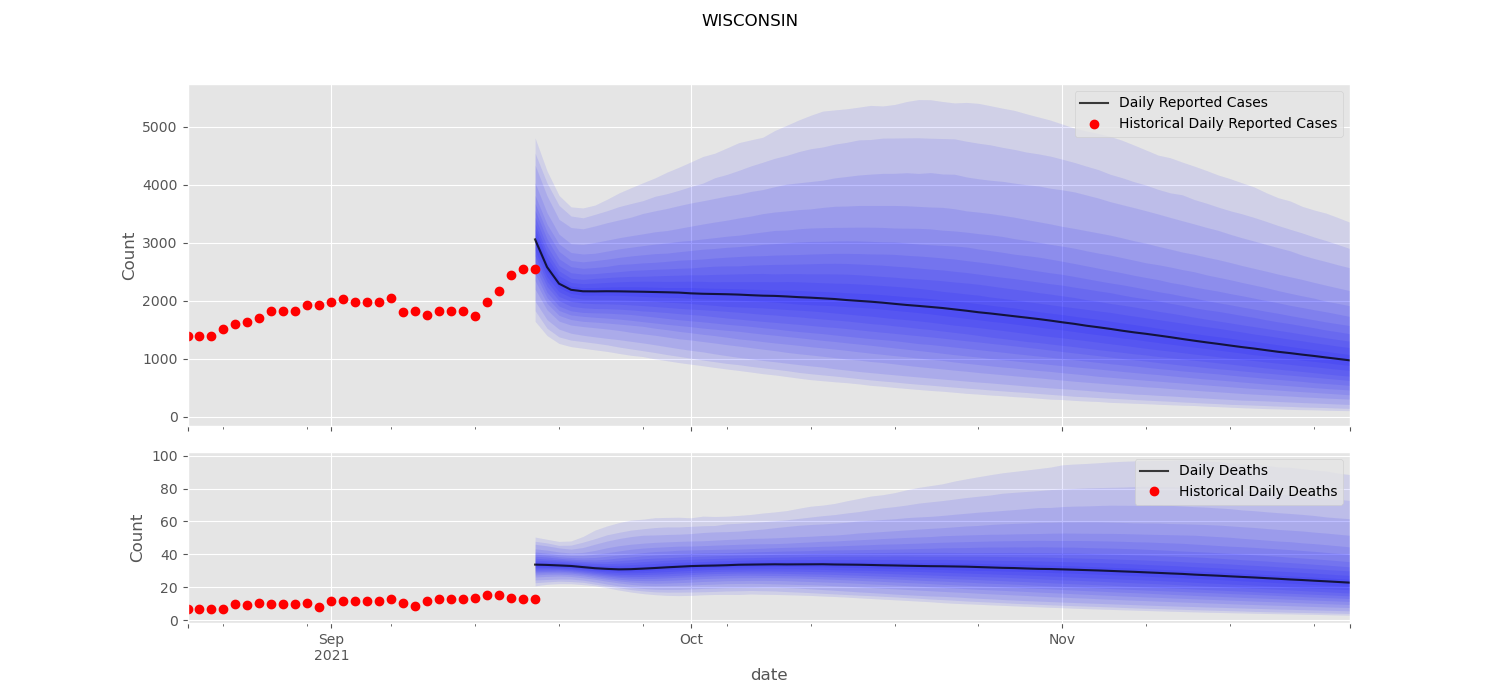 WISCONSIN
Daily Reported Cases
Historical Daily Reported Cases
5000
4000
3000
2000
1000
0
Count
Daily Deaths
Historical Daily Deaths
100
80
60
40
20
0
Count
Sep
2021
Oct
Nov
date